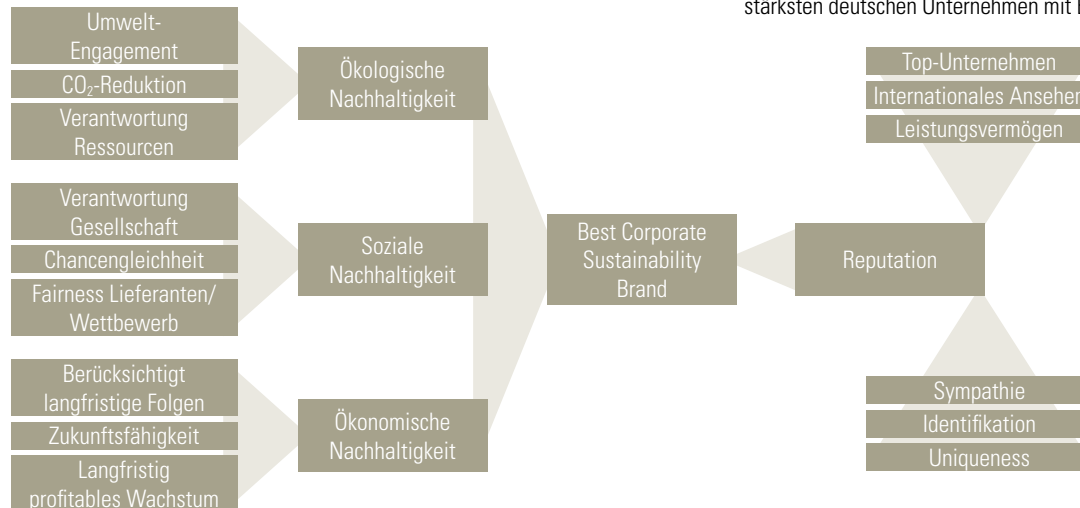 stärksten deutschen Unternehmen mit
Umwelt-
Engagement
CO₂-Reduktion
Verantwortung
Ressourcen
Ökologische
Nachhaltigkeit
Verantwortung
Gesellschaft
Chancengleichheit
Fairness Lieferanten/
Wettbewerb
Soziale
Nachhaltigkeit
Berücksichtigt
langfristige Folgen
Zukunftsfähigkeit
Langfristig
profitables Wachstum
Ökonomische
Nachhaltigkeit
Best Corporate
Sustainability
Brand
Reputation
Top-Unternehmen
Internationales Ansehen
Leistungsvermögen
Sympathie
Identifikation
Uniqueness